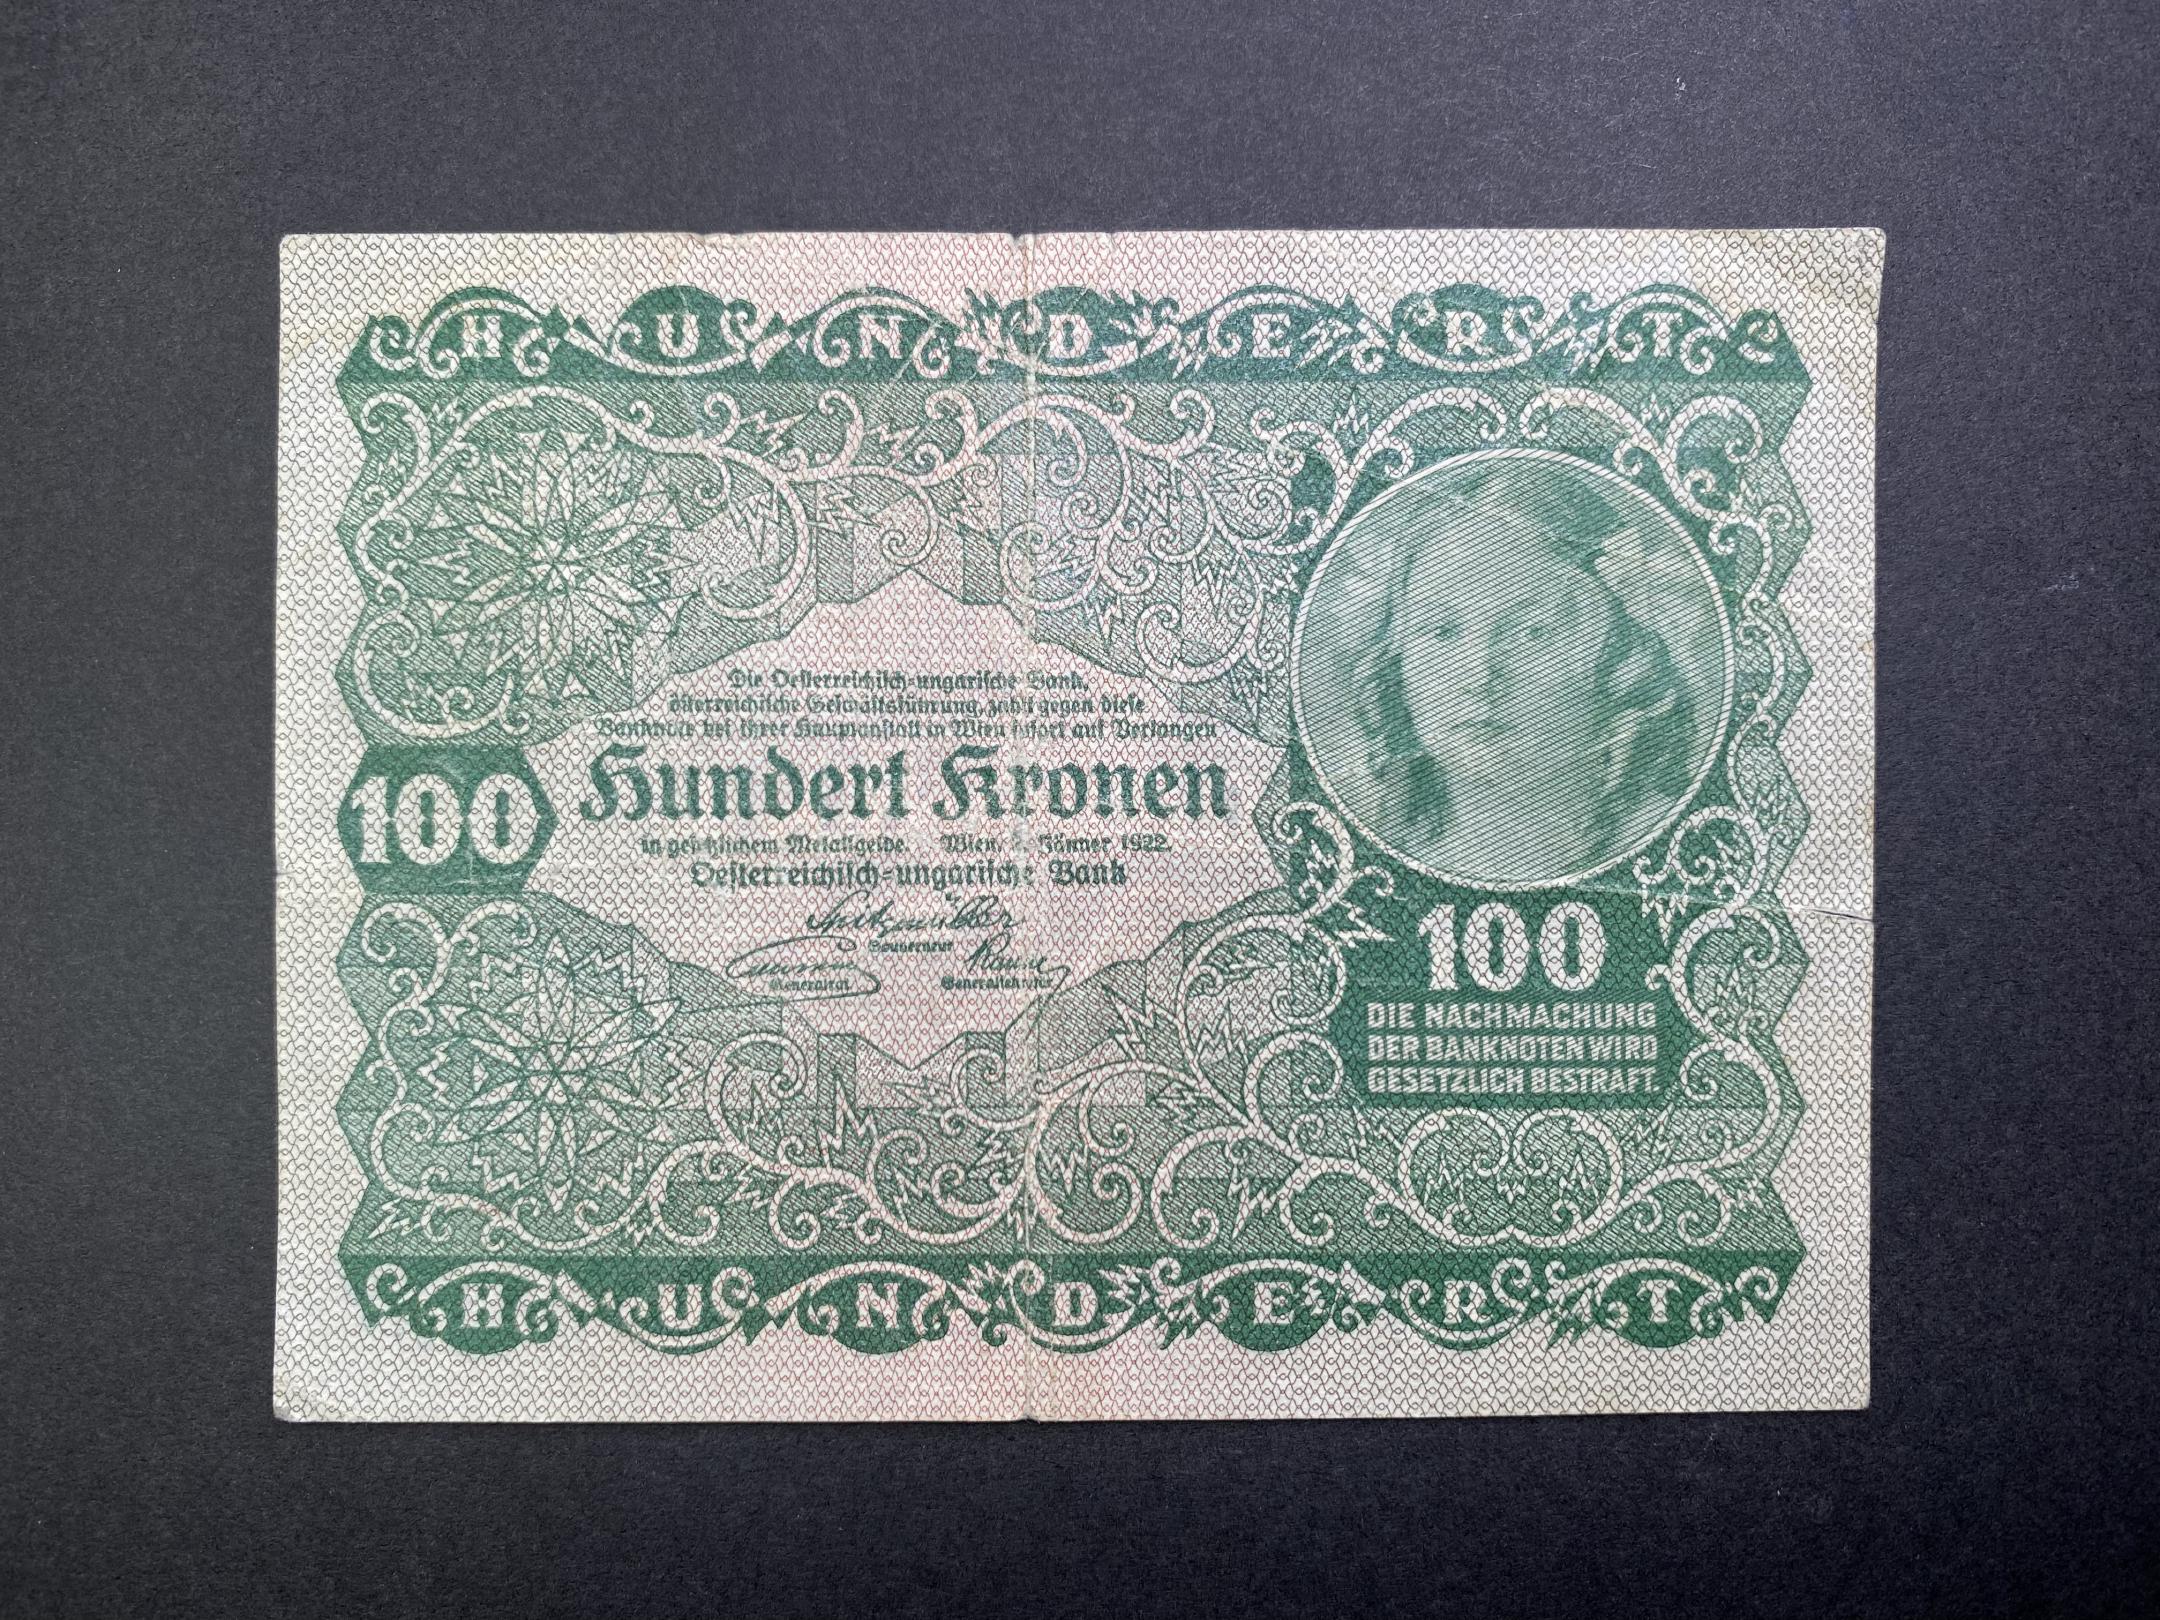 HUNDERT
Die Oesterreichisch-ungarische Bank,
österreichische Geschäftsführung, zahlt gegen diese
Banknote bei ihrer Hauptanstalt in Wien sofort auf Verlangen
Hundert Kronen
in gesetzlichem Metallgelde. Wien, 2. Jänner 1922.
Oesterreichisch-ungarische Bank
100
Spitzmüller
Gouverneur
Generalrat
Generalsekretär
100
DIE NACHMACHUNG
DER BANKNOTEN WIRD
GESETZLICH BESTRAFT.
HUNDERT